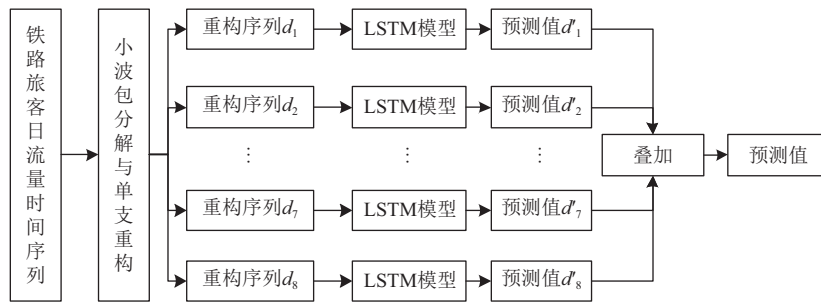 铁路旅客日流量时间序列
小波包分解与单支重构
重构序列d₁ LSTM模型 预测值d′₁
重构序列d₂ LSTM模型 预测值d′₂
⋮ ⋮ ⋮
叠加 预测值
重构序列d₇ LSTM模型 预测值d′₇
重构序列d₈ LSTM模型 预测值d′₈